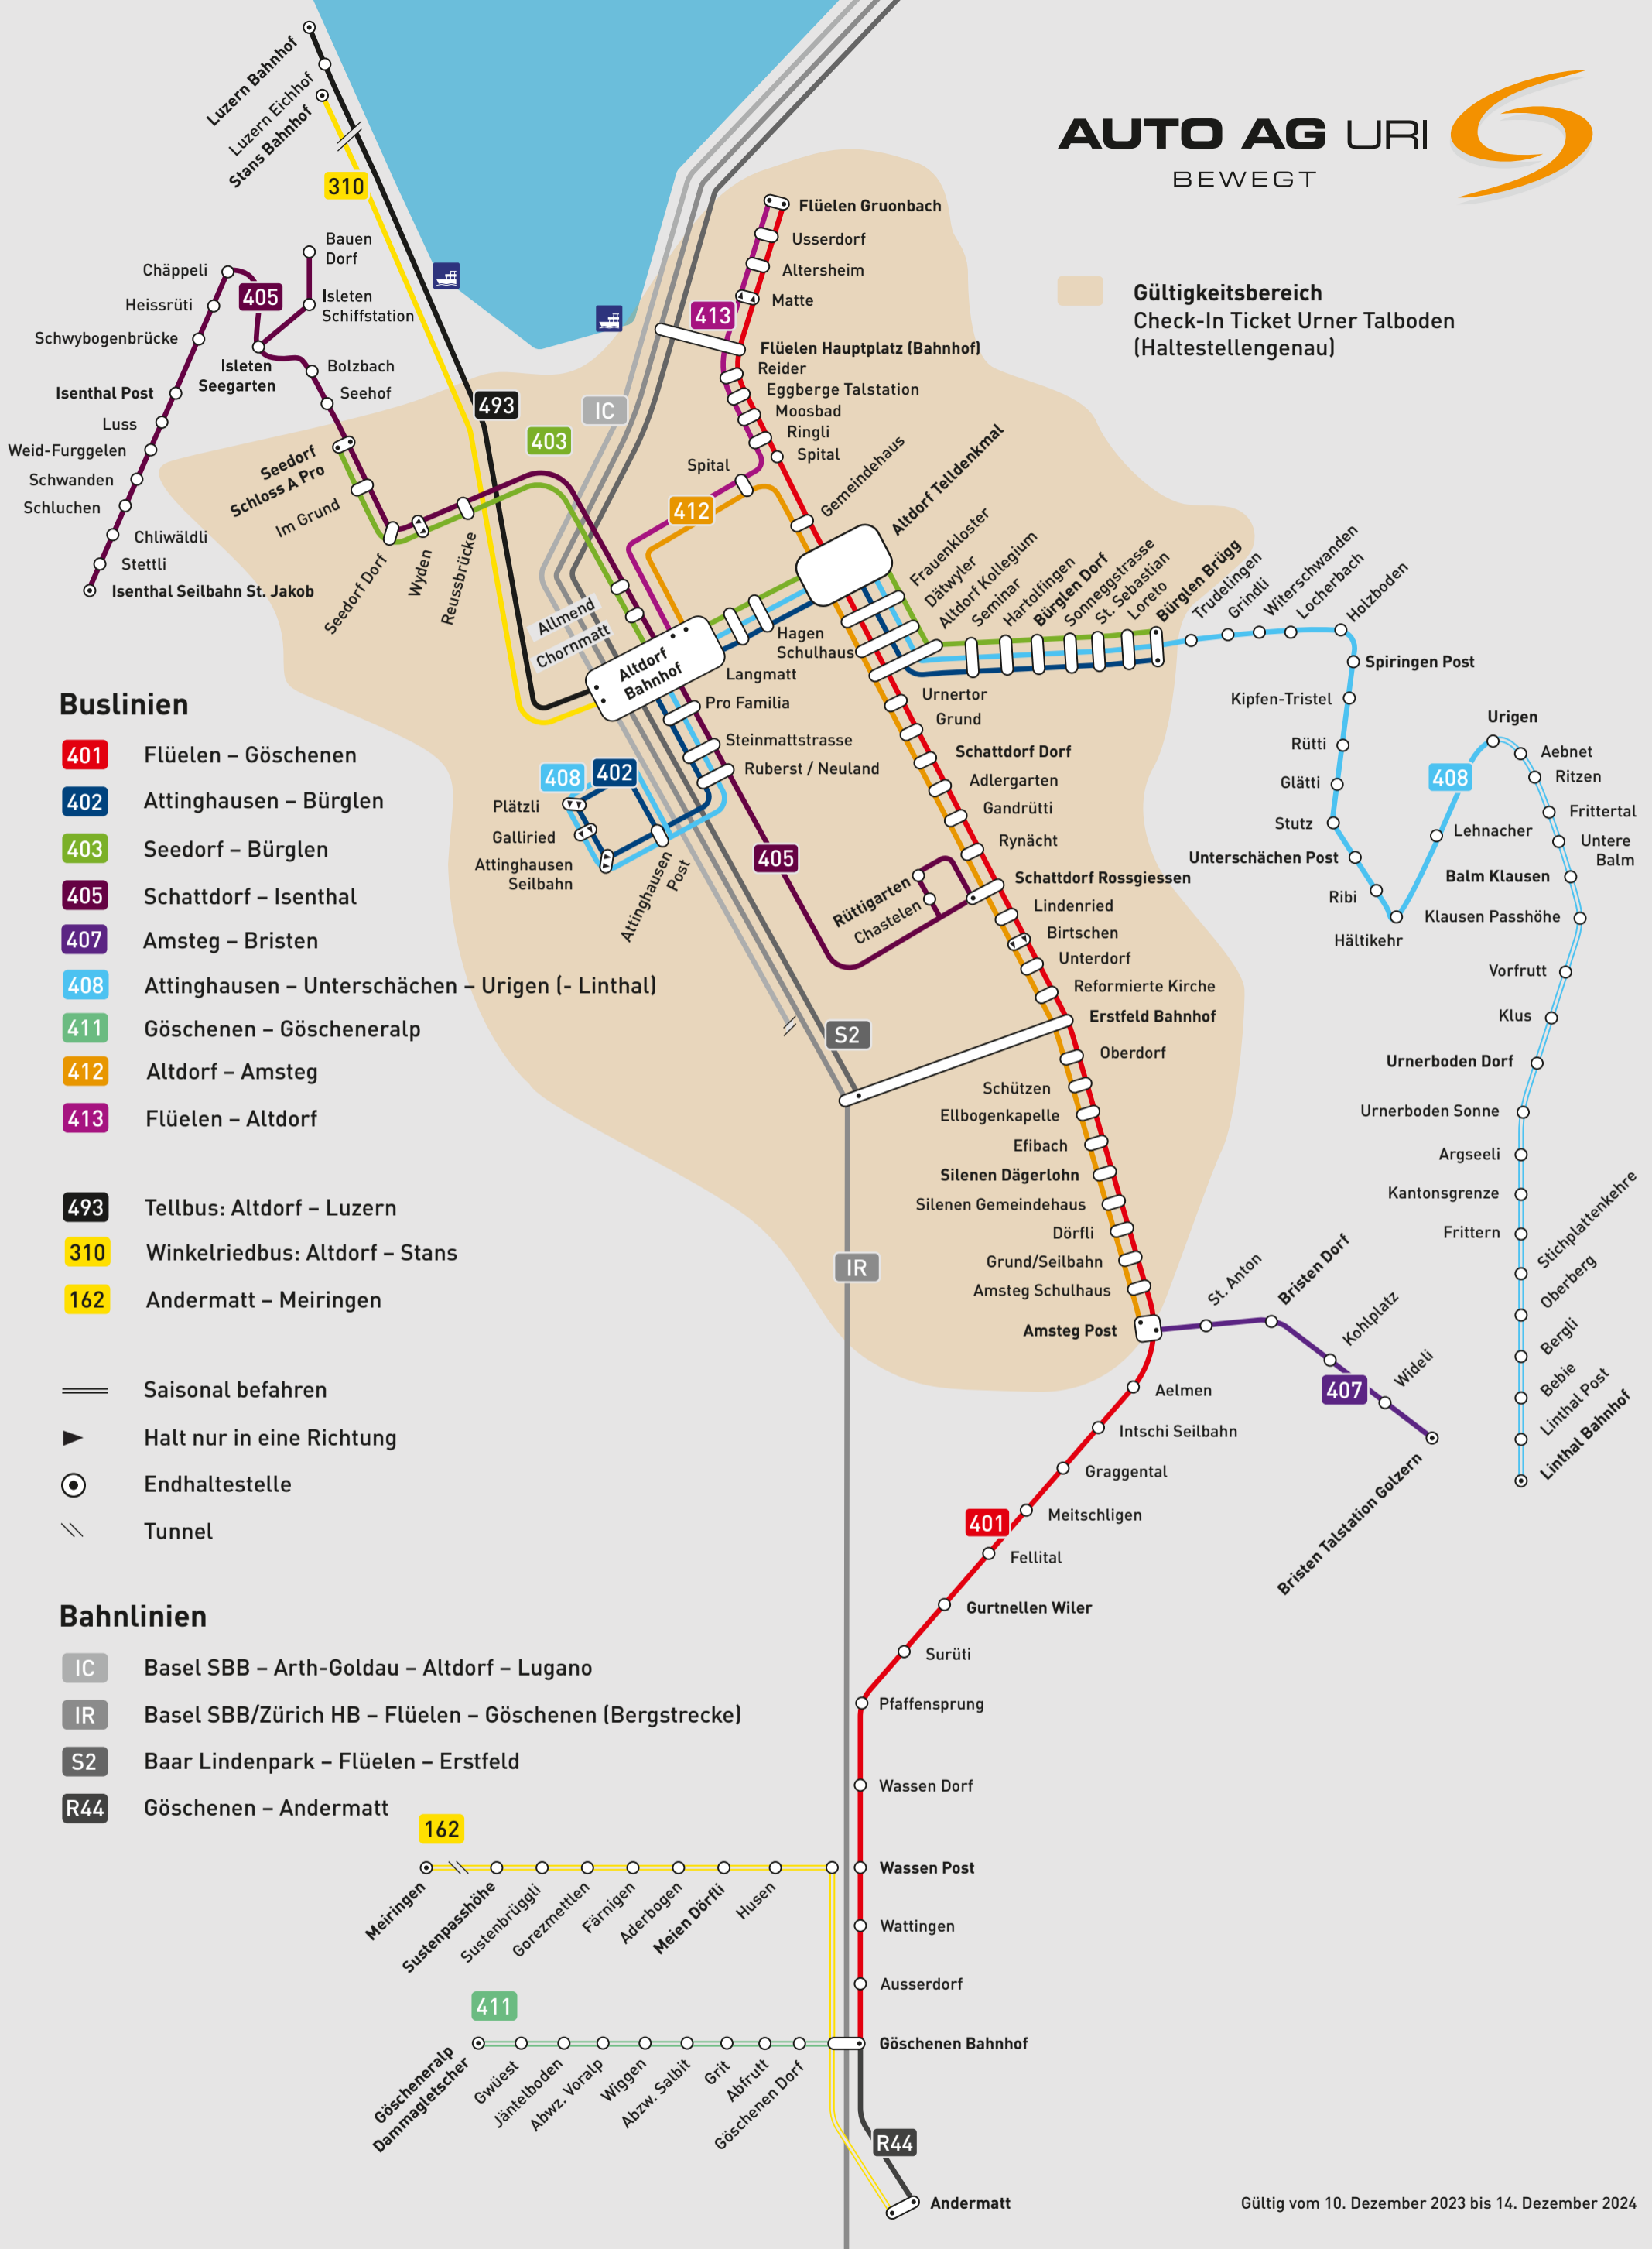 AUTO AG URI
BEWEGT
Gültigkeitsbereich
Check-In Ticket Urner Talboden
(Haltestellengenau)
Luzern Bahnhof
Luzern Eichhof
Stans Bahnhof
310
Bauen
Dorf
Chäppeli
405
Isleten
Schiffstation
Heissrüti
Schwybogenbrücke
Isleten
Seegarten
Bolzbach
Seehof
Isenthal Post
Luss
Weid-Furggelen
Schwanden
Schluchen
Chliwäldli
Stettli
Isenthal Seilbahn St. Jakob
Seedorf
Schloss A Pro
Im Grund
Seedorf Dorf
Wyden
Reussbrücke
493
403
IC
413
412
Flüelen Gruonbach
Usserdorf
Altersheim
Matte
Flüelen Hauptplatz (Bahnhof)
Reider
Eggberge Talstation
Moosbad
Ringli
Spital
Spital
Gemeindehaus
Altdorf Telldenkmal
Frauenkloster
Dätwyler
Altdorf Kollegium
Seminar
Hartolfingen
Bürglen Dorf
Sonneggstrasse
St. Sebastian
Loreto
Bürglen Brügg
Trudelingen
Grindli
Witerschwanden
Locherbach
Holzboden
Spiringen Post
Kipfen-Tristel
Rütti
Glätti
Stutz
Unterschächen Post
Ribi
Hältikehr
Lehnacher
408
Urigen
Aebnet
Ritzen
Frittertal
Untere
Balm
Balm Klausen
Klausen Passhöhe
Vorfrutt
Klus
Urnerboden Dorf
Urnerboden Sonne
Argseeli
Kantonsgrenze
Frittern
Stichplattenkehre
Oberberg
Bergli
Bebie
Linthal Post
Linthal Bahnhof
Allmend
Chornmatt
Altdorf
Bahnhof
Hagen
Schulhaus
Langmatt
Pro Familia
Steinmattstrasse
Ruberst / Neuland
408
402
Plätzli
Galliried
Attinghausen
Seilbahn
Attinghausen
Post
405
Urnertor
Grund
Schattdorf Dorf
Adlergarten
Gandrütti
Rynächt
Schattdorf Rossgiessen
Rüttigarten
Chastelen
Lindenried
Birtschen
Unterdorf
Reformierte Kirche
Erstfeld Bahnhof
S2
Oberdorf
Schützen
Ellbogenkapelle
Efibach
Silenen Dägerlohn
Silenen Gemeindehaus
Dörfli
Grund/Seilbahn
Amsteg Schulhaus
Amsteg Post
IR
St. Anton
Bristen Dorf
Kohlplatz
Wideli
407
Bristen Talstation Golzern
Aelmen
Intschi Seilbahn
Graggental
Meitschligen
401
Fellital
Gurtnellen Wiler
Surüti
Pfaffensprung
Wassen Dorf
Wassen Post
Wattingen
Ausserdorf
Göschenen Bahnhof
R44
Andermatt
Buslinien
401 Flüelen – Göschenen
402 Attinghausen – Bürglen
403 Seedorf – Bürglen
405 Schattdorf – Isenthal
407 Amsteg – Bristen
408 Attinghausen – Unterschächen – Urigen (- Linthal)
411 Göschenen – Göscheneralp
412 Altdorf – Amsteg
413 Flüelen – Altdorf
493 Tellbus: Altdorf – Luzern
310 Winkelriedbus: Altdorf – Stans
162 Andermatt – Meiringen
Saisonal befahren
Halt nur in eine Richtung
Endhaltestelle
Tunnel
Bahnlinien
IC Basel SBB – Arth-Goldau – Altdorf – Lugano
IR Basel SBB/Zürich HB – Flüelen – Göschenen (Bergstrecke)
S2 Baar Lindenpark – Flüelen – Erstfeld
R44 Göschenen – Andermatt
162
Meiringen
Sustenpasshöhe
Sustenbrüggli
Gorezmettlen
Färnigen
Aderbogen
Meien Dörfli
Husen
411
Göscheneralp
Dammagletscher
Gwüest
Jäntelboden
Abwz. Voralp
Wiggen
Abzw. Salbit
Grit
Abfrutt
Göschenen Dorf
Gültig vom 10. Dezember 2023 bis 14. Dezember 2024